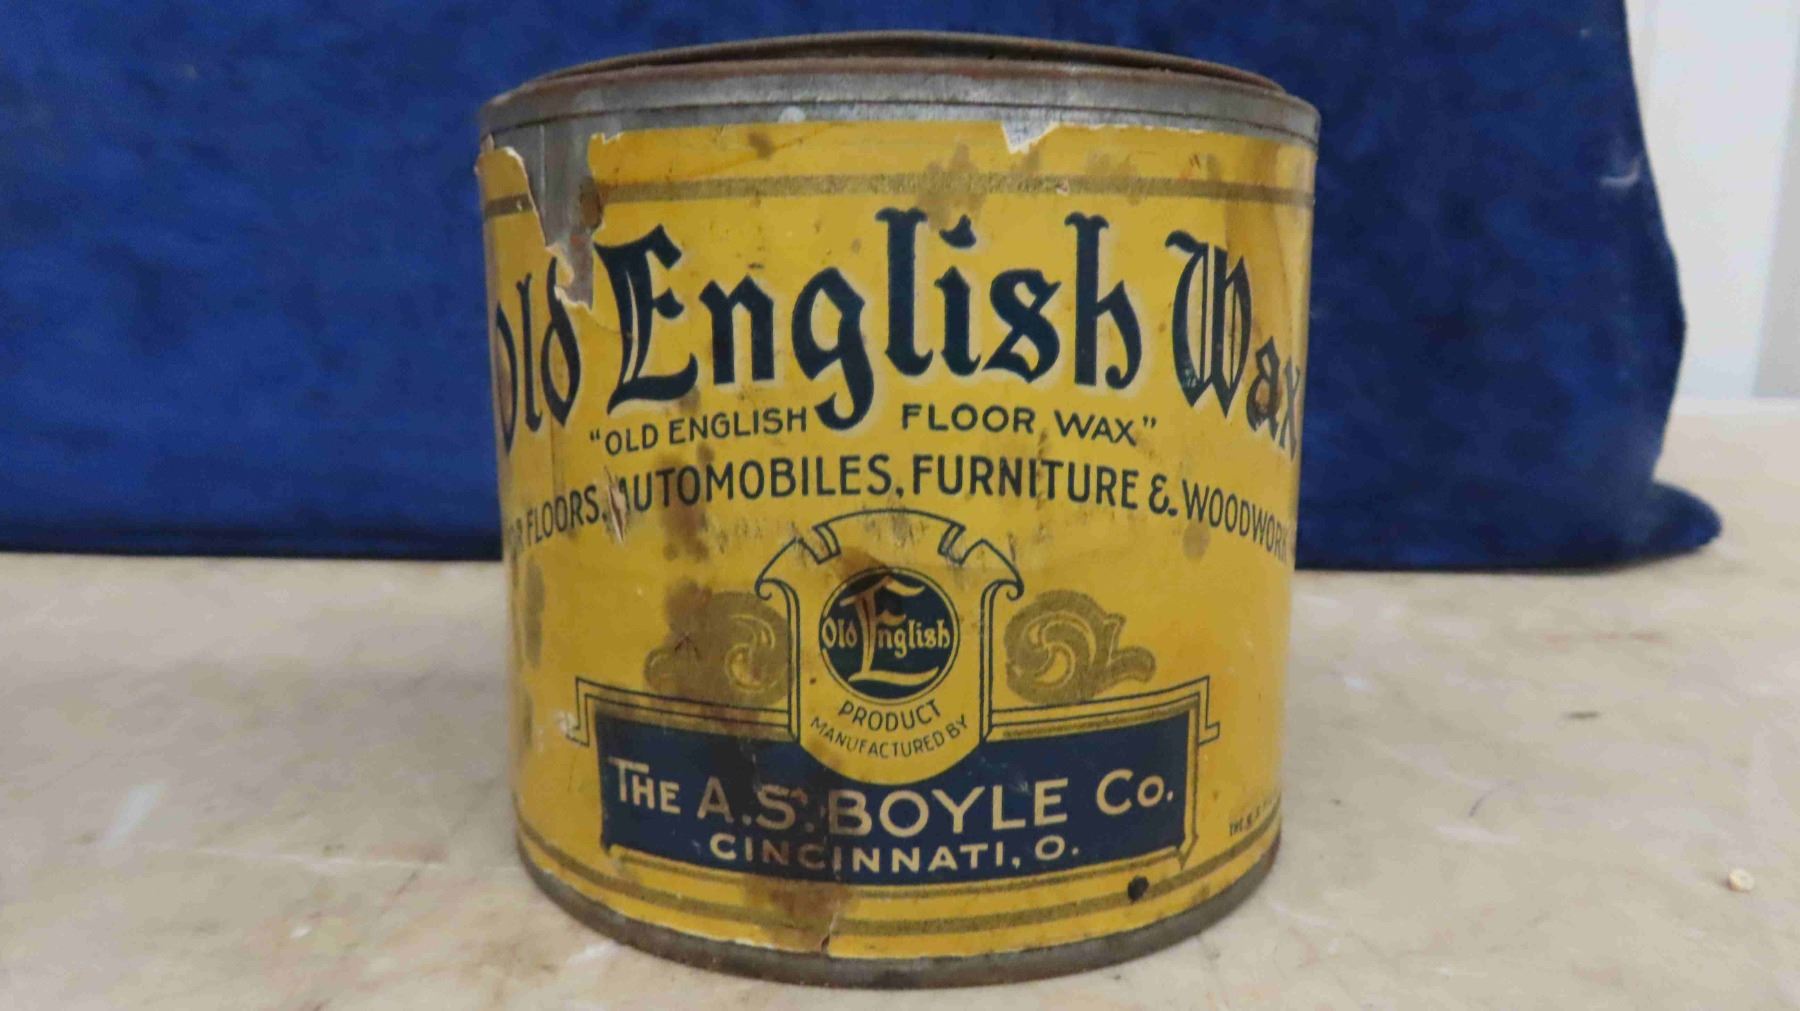 Old English Wax
"OLD ENGLISH FLOOR WAX"
FLOORS, AUTOMOBILES, FURNITURE & WOODWORK
Old English
PRODUCT
MANUFACTURED BY
THE A.S. BOYLE CO.
CINCINNATI, O.